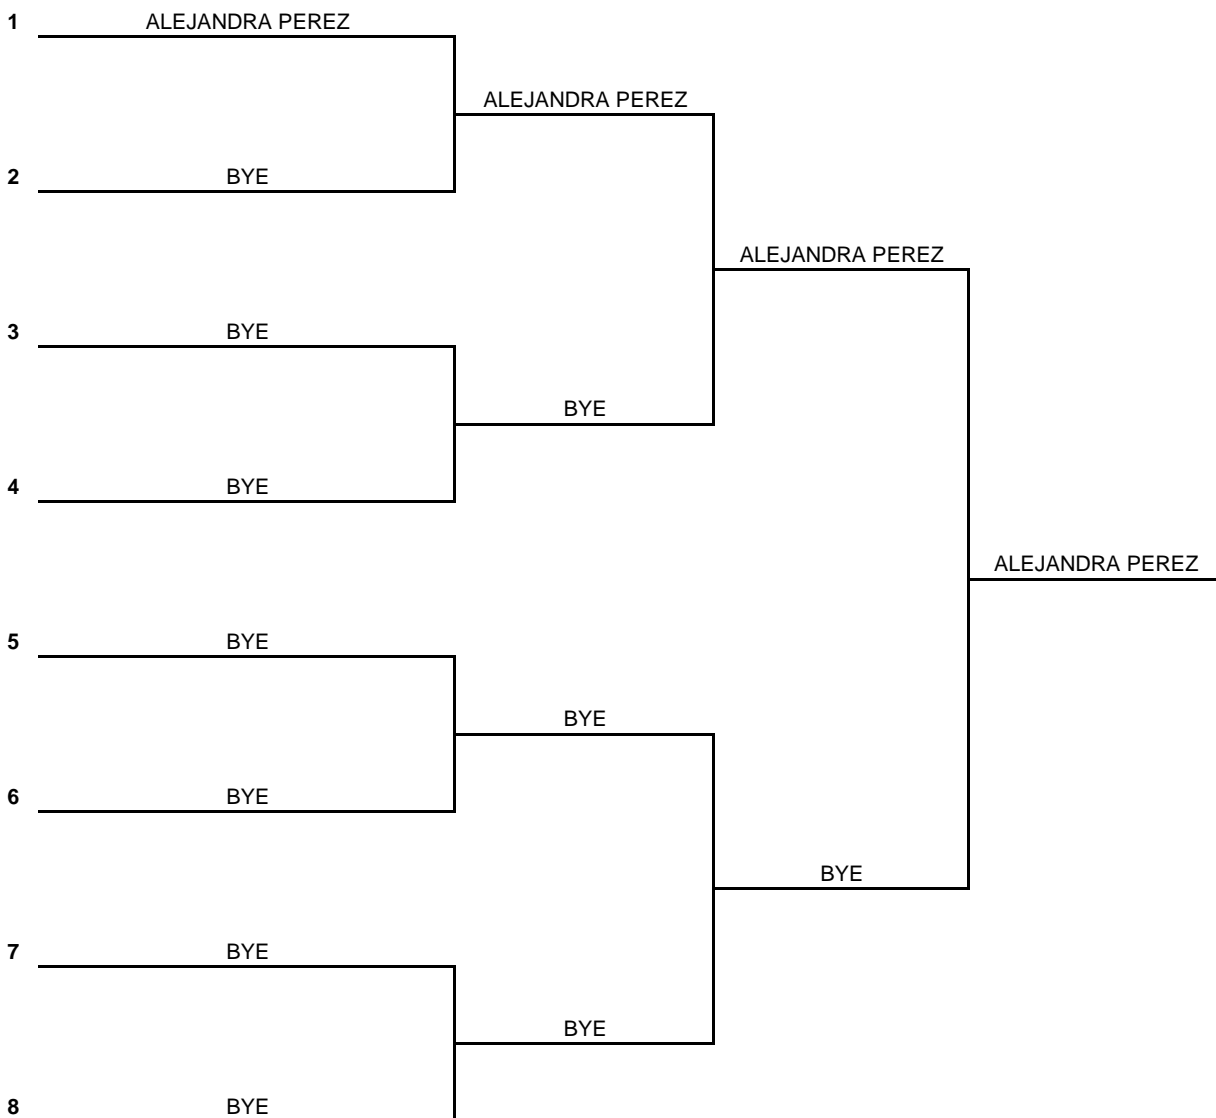 1 ALEJANDRA PEREZ
ALEJANDRA PEREZ
2 BYE
ALEJANDRA PEREZ
3 BYE
BYE
4 BYE
ALEJANDRA PEREZ
5 BYE
BYE
6 BYE
BYE
7 BYE
BYE
8 BYE